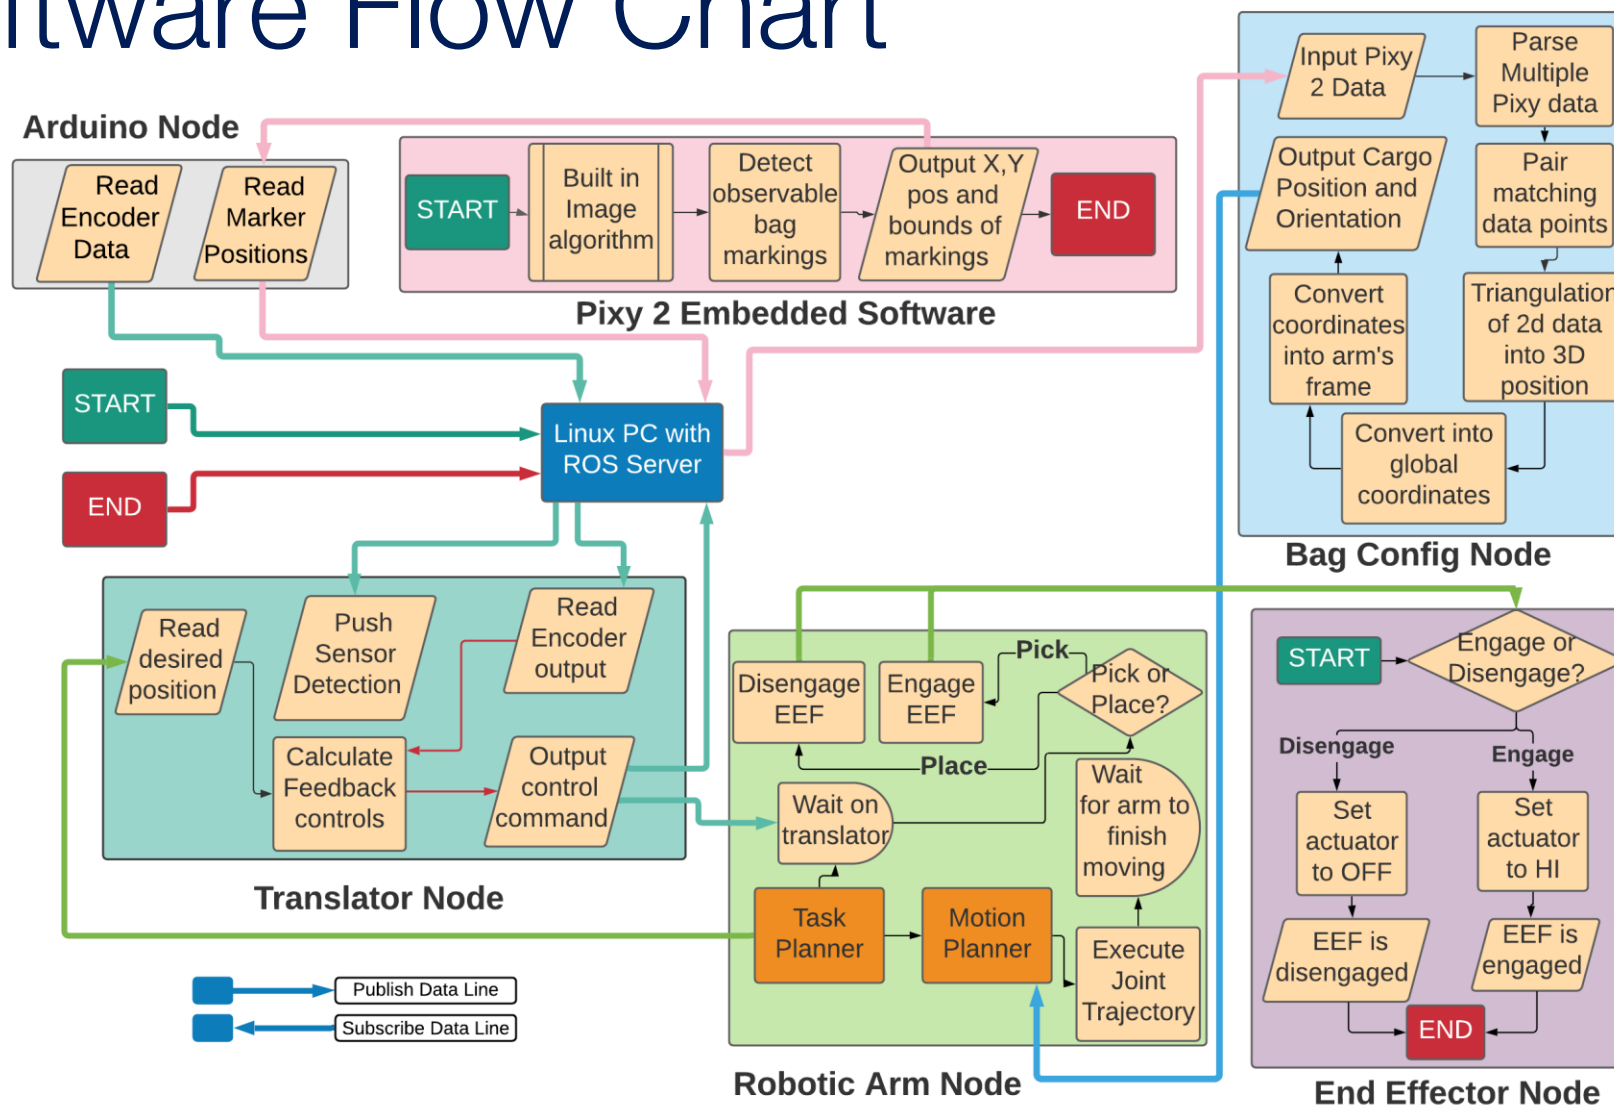 ftware Flow Chart
Arduino Node
Read
Encoder
Data
Read
Marker
Positions
START
Built in
Image
algorithm
Detect
observable
bag
markings
Output X,Y
pos and
bounds of
markings
END
Pixy 2 Embedded Software
Input Pixy
2 Data
Parse
Multiple
Pixy data
Output Cargo
Position and
Orientation
Pair
matching
data points
Convert
coordinates
into arm's
frame
Triangulation
of 2d data
into 3D
position
Convert into
global
coordinates
Bag Config Node
START
END
Linux PC with
ROS Server
Read
desired
position
Push
Sensor
Detection
Read
Encoder
output
Calculate
Feedback
controls
Output
control
command
Translator Node
Disengage
EEF
Engage
EEF
Pick
Pick or
Place?
Place
Wait on
translator
Wait
for arm to
finish
moving
Task
Planner
Motion
Planner
Execute
Joint
Trajectory
Robotic Arm Node
START
Engage or
Disengage?
Disengage
Engage
Set
actuator
to OFF
Set
actuator
to HI
EEF is
disengaged
EEF is
engaged
END
End Effector Node
Publish Data Line
Subscribe Data Line